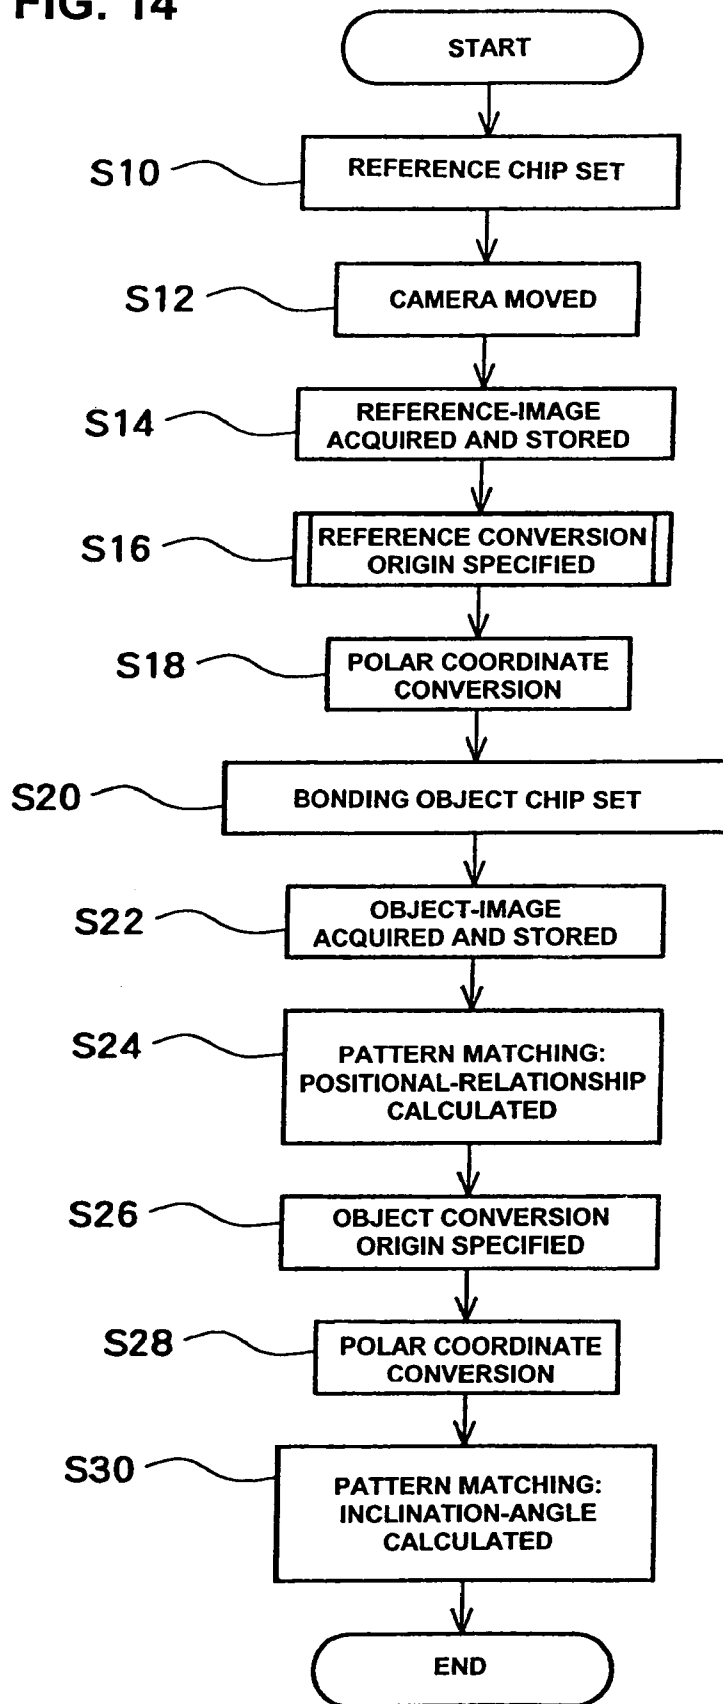 FIG. 14
START
S10
REFERENCE CHIP SET
S12
CAMERA MOVED
S14
REFERENCE-IMAGE
ACQUIRED AND STORED
S16
REFERENCE CONVERSION
ORIGIN SPECIFIED
S18
POLAR COORDINATE
CONVERSION
S20
BONDING OBJECT CHIP SET
S22
OBJECT-IMAGE
ACQUIRED AND STORED
S24
PATTERN MATCHING:
POSITIONAL-RELATIONSHIP
CALCULATED
S26
OBJECT CONVERSION
ORIGIN SPECIFIED
S28
POLAR COORDINATE
CONVERSION
S30
PATTERN MATCHING:
INCLINATION-ANGLE
CALCULATED
END